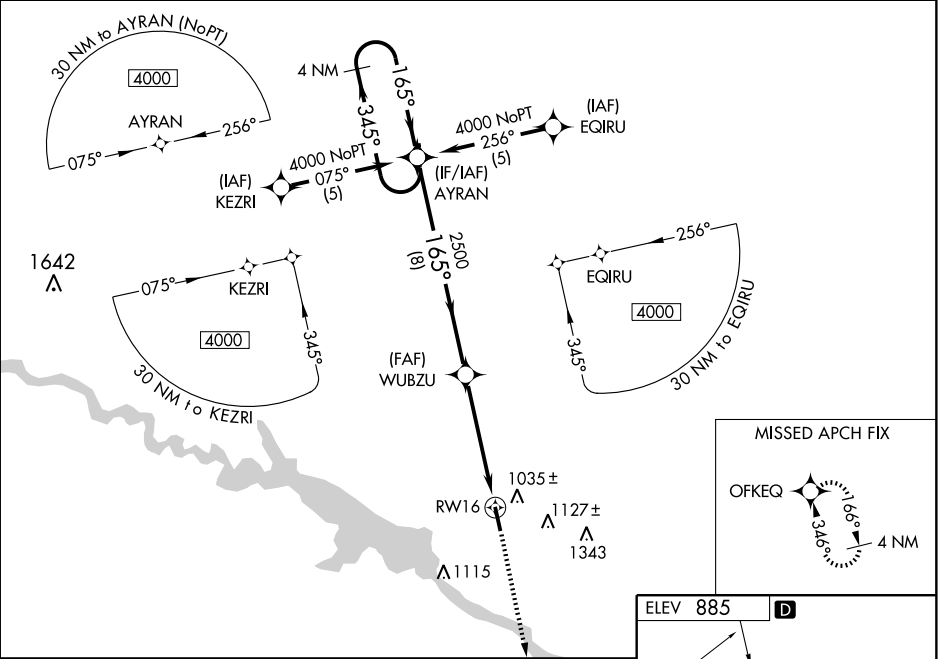 30 NM to AYRAN (NoPT)
4000
AYRAN
075°
256°
4 NM
165°
345°
(IAF)
EQIRU
4000 NoPT
256°
(5)
4000 NoPT
075°
(5)
(IAF)
KEZRI
(IF/IAF)
AYRAN
2500
165°
(8)
1642
075°
KEZRI
4000
345°
30 NM to KEZRI
256°
EQIRU
4000
345°
30 NM to EQIRU
(FAF)
WUBZU
RW16
1035±
1127±
1343
1115
MISSED APCH FIX
OFKEQ
166°
346°
4 NM
ELEV 885
D